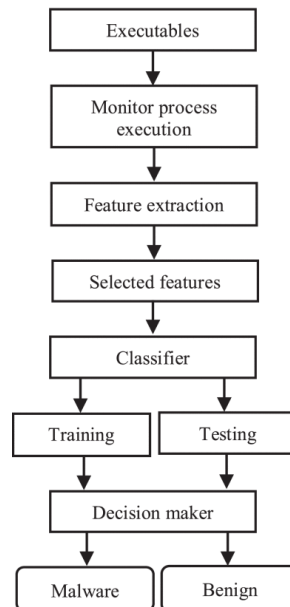 Executables
Monitor process
execution
Feature extraction
Selected features
Classifier
Training
Testing
Decision maker
Malware
Benign